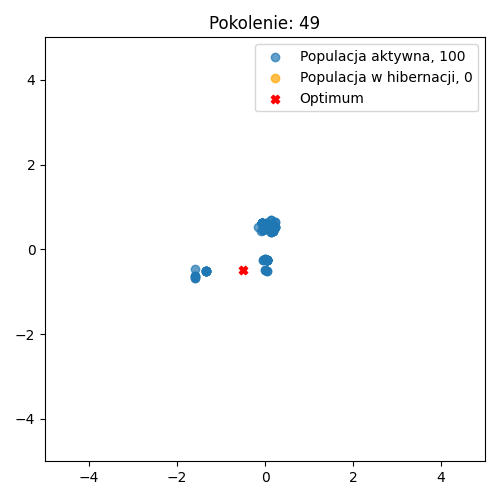 Pokolenie: 49
Populacja aktywna, 100
Populacja w hibernacji, 0
Optimum
4
2
0
−2
−4
−4 −2 0 2 4